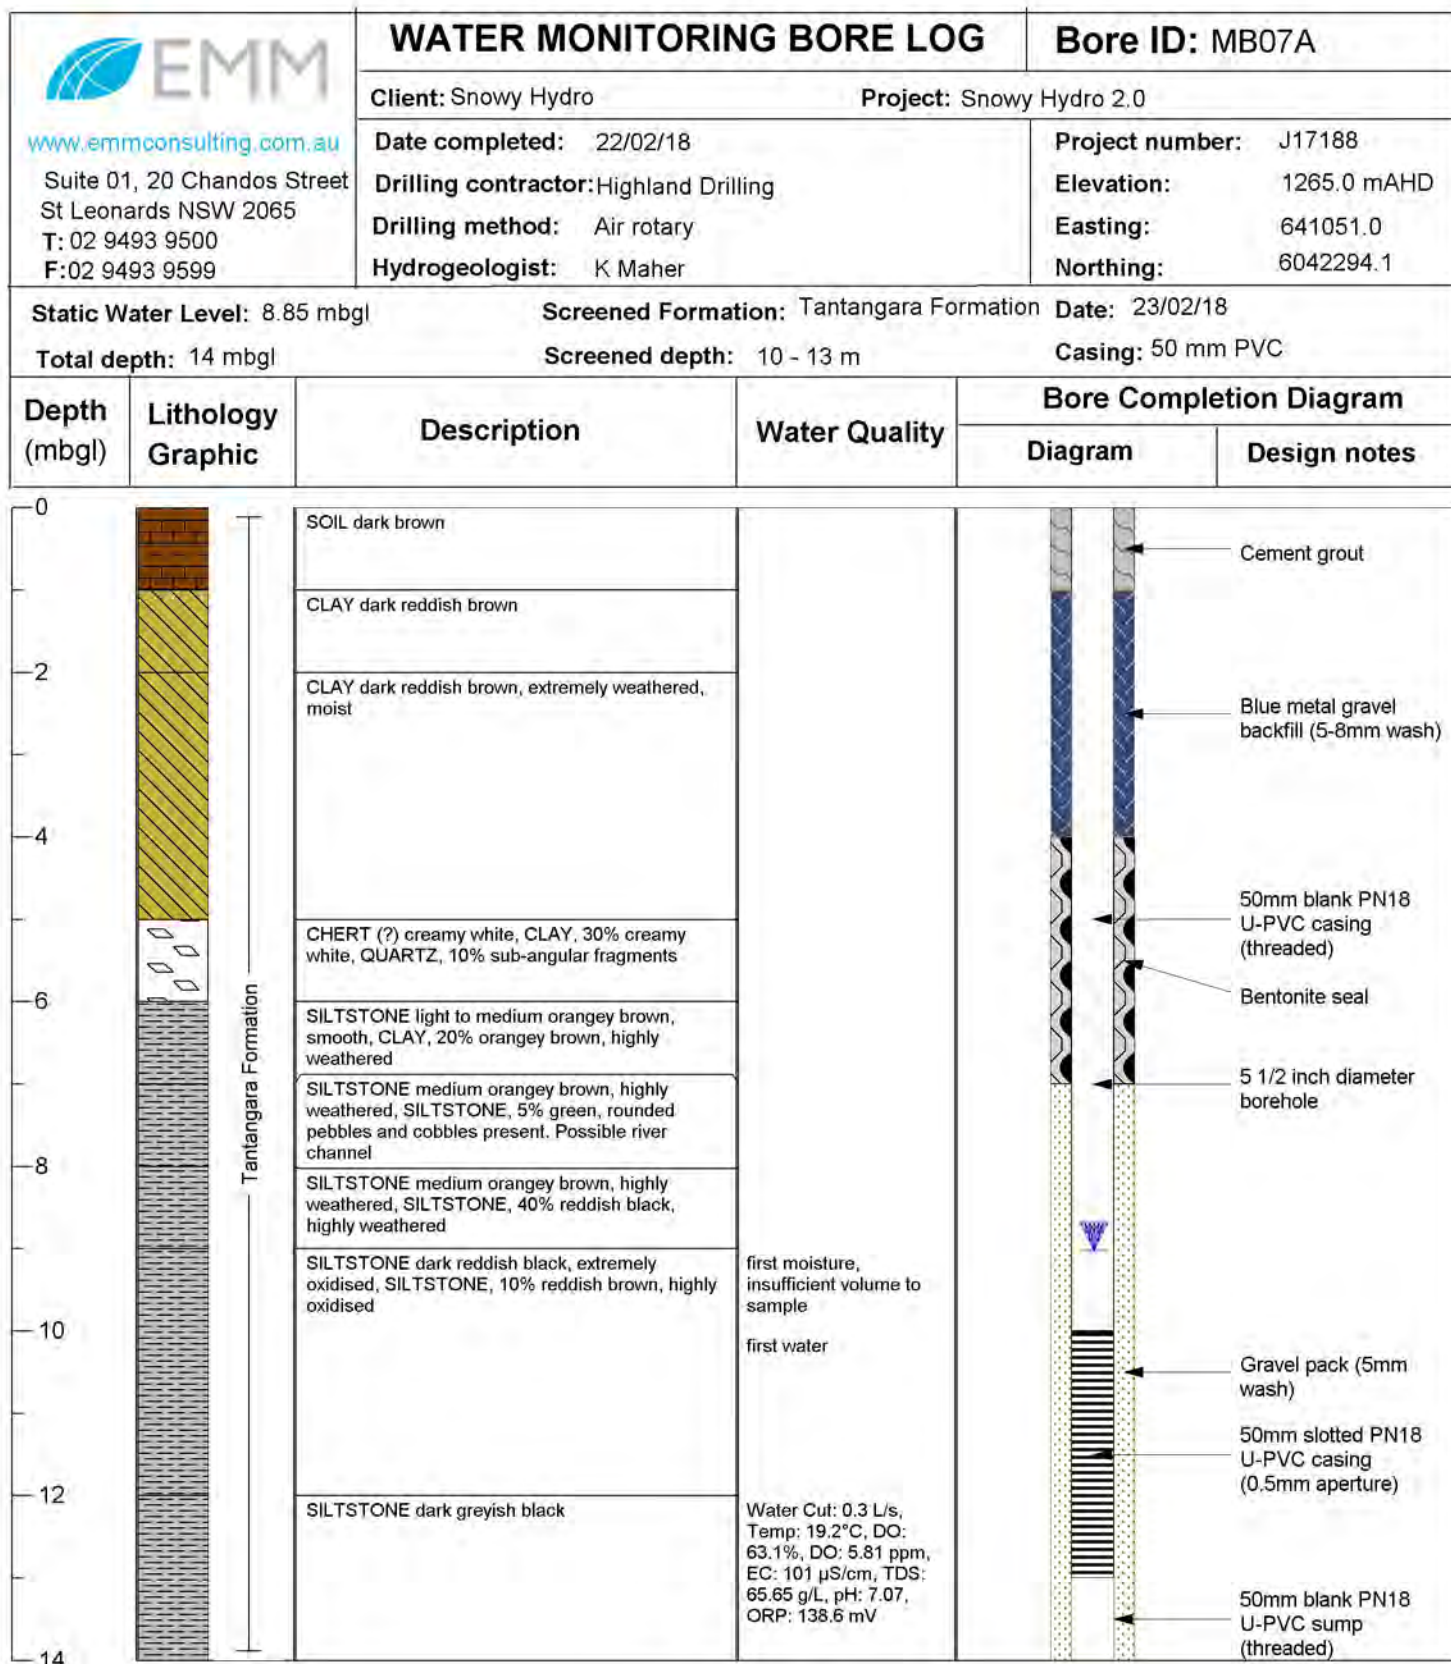 EMM
www.emmconsulting.com.au
Suite 01, 20 Chandos Street
St Leonards NSW 2065
T: 02 9493 9500
F:02 9493 9599
WATER MONITORING BORE LOG
Bore ID: MB07A
Client: Snowy Hydro
Project: Snowy Hydro 2.0
Date completed: 22/02/18
Drilling contractor: Highland Drilling
Drilling method: Air rotary
Hydrogeologist: K Maher
Project number: J17188
Elevation: 1265.0 mAHD
Easting: 641051.0
Northing: 6042294.1
Static Water Level: 8.85 mbgl
Screened Formation: Tantangara Formation
Date: 23/02/18
Total depth: 14 mbgl
Screened depth: 10 - 13 m
Casing: 50 mm PVC
Depth
(mbgl)
Lithology
Graphic
Description
Water Quality
Bore Completion Diagram
Diagram
Design notes
0
2
4
6
8
10
12
14
Tantangara Formation
SOIL dark brown
CLAY dark reddish brown
CLAY dark reddish brown, extremely weathered,
moist
CHERT (?) creamy white, CLAY, 30% creamy
white, QUARTZ, 10% sub-angular fragments
SILTSTONE light to medium orangey brown,
smooth, CLAY, 20% orangey brown, highly
weathered
SILTSTONE medium orangey brown, highly
weathered, SILTSTONE, 5% green, rounded
pebbles and cobbles present. Possible river
channel
SILTSTONE medium orangey brown, highly
weathered, SILTSTONE, 40% reddish black,
highly weathered
SILTSTONE dark reddish black, extremely
oxidised, SILTSTONE, 10% reddish brown, highly
oxidised
SILTSTONE dark greyish black
first moisture,
insufficient volume to
sample
first water
Water Cut: 0.3 L/s,
Temp: 19.2°C, DO:
63.1%, DO: 5.81 ppm,
EC: 101 µS/cm, TDS:
65.65 g/L, pH: 7.07,
ORP: 138.6 mV
Cement grout
Blue metal gravel
backfill (5-8mm wash)
50mm blank PN18
U-PVC casing
(threaded)
Bentonite seal
5 1/2 inch diameter
borehole
Gravel pack (5mm
wash)
50mm slotted PN18
U-PVC casing
(0.5mm aperture)
50mm blank PN18
U-PVC sump
(threaded)